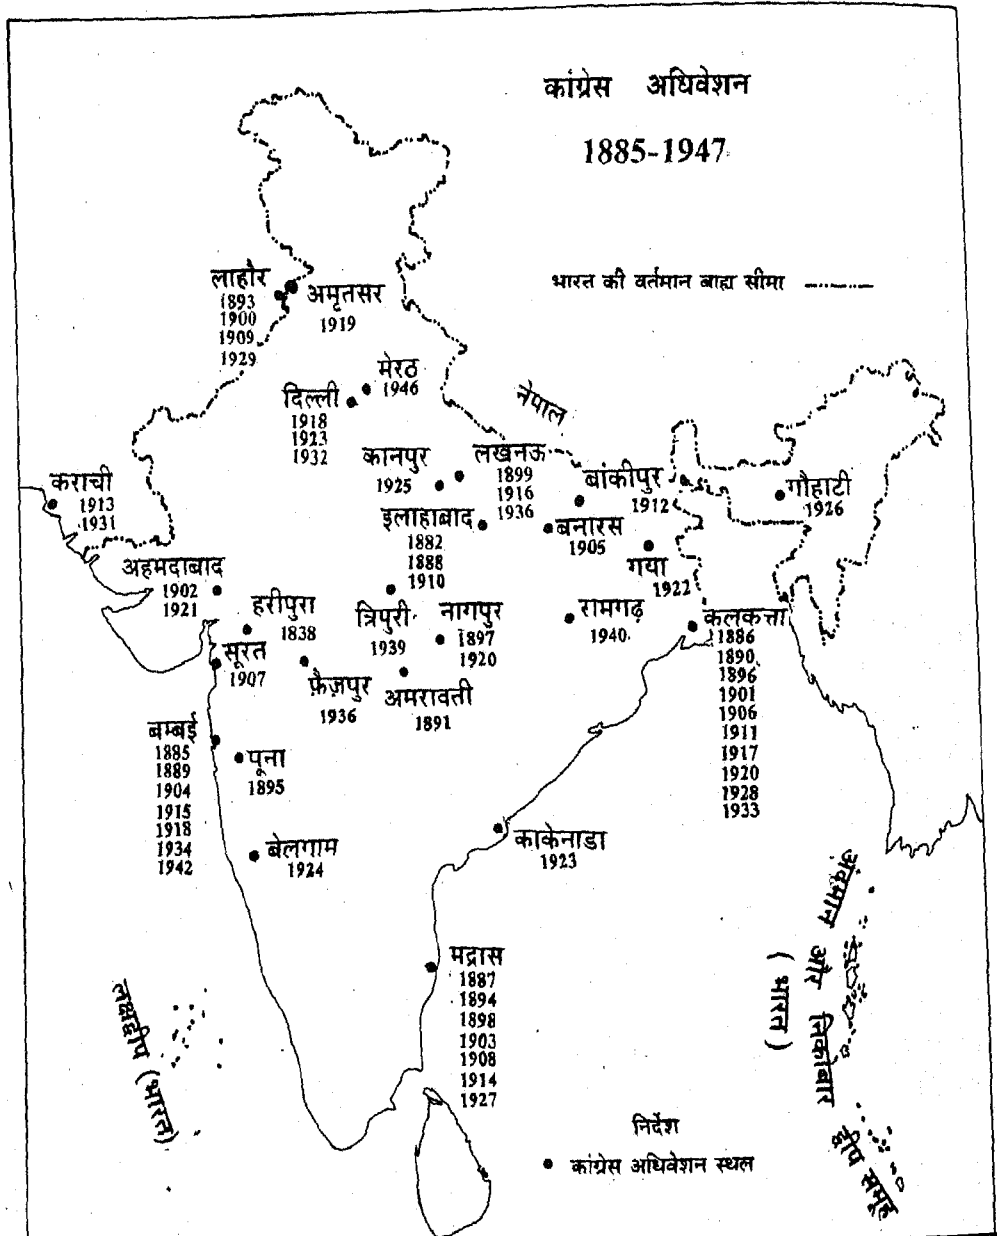 कांग्रेस अधिवेशन
1885-1947
भारत की वर्तमान बाह्य सीमा
लाहौर
1893
1900
1909
1929
अमृतसर
1919
मेरठ
1946
दिल्ली
1918
1923
1932
नेपाल
कानपुर
1925
लखनऊ
1899
1916
1936
बांकीपुर
1912
गौहाटी
1926
कराची
1913
1931
इलाहाबाद
1882
1888
1910
बनारस
1905
गया
1922
अहमदाबाद
1902
1921
हरीपुरा
1838
त्रिपुरी
1939
नागपुर
1897
1920
रामगढ़
1940
कलकत्ता
1886
1890
1896
1901
1906
1911
1917
1920
1928
1933
सूरत
1907
फ़ैज़पुर
1936
अमरावती
1891
बम्बई
1885
1889
1904
1915
1918
1934
1942
पूना
1895
बेलगाम
1924
काकेनाडा
1923
मद्रास
1887
1894
1898
1903
1908
1914
1927
लक्षद्वीप (भारत)
अंदमान और निकोबार
द्वीप समूह
(भारत)
निर्देश
कांग्रेस अधिवेशन स्थल